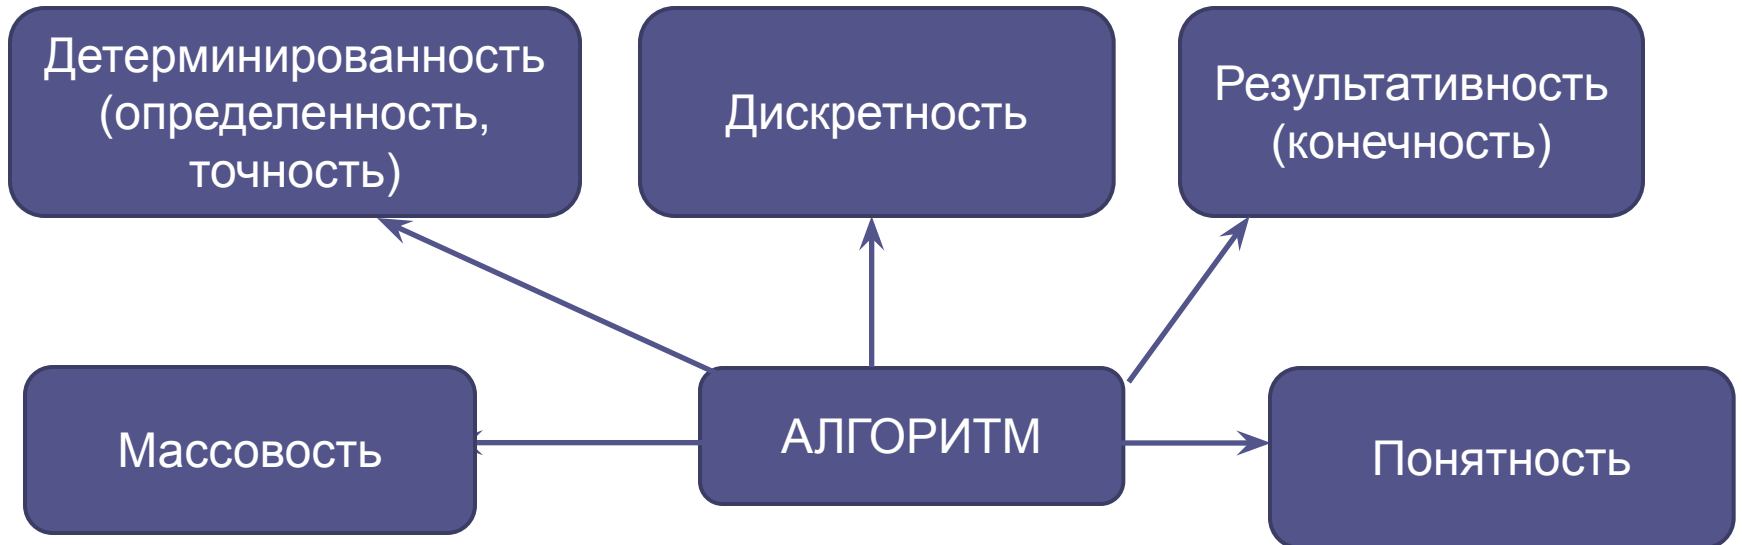 Детерминированность
(определенность,
точность)
Дискретность
Результативность
(конечность)
Массовость
АЛГОРИТМ
Понятность